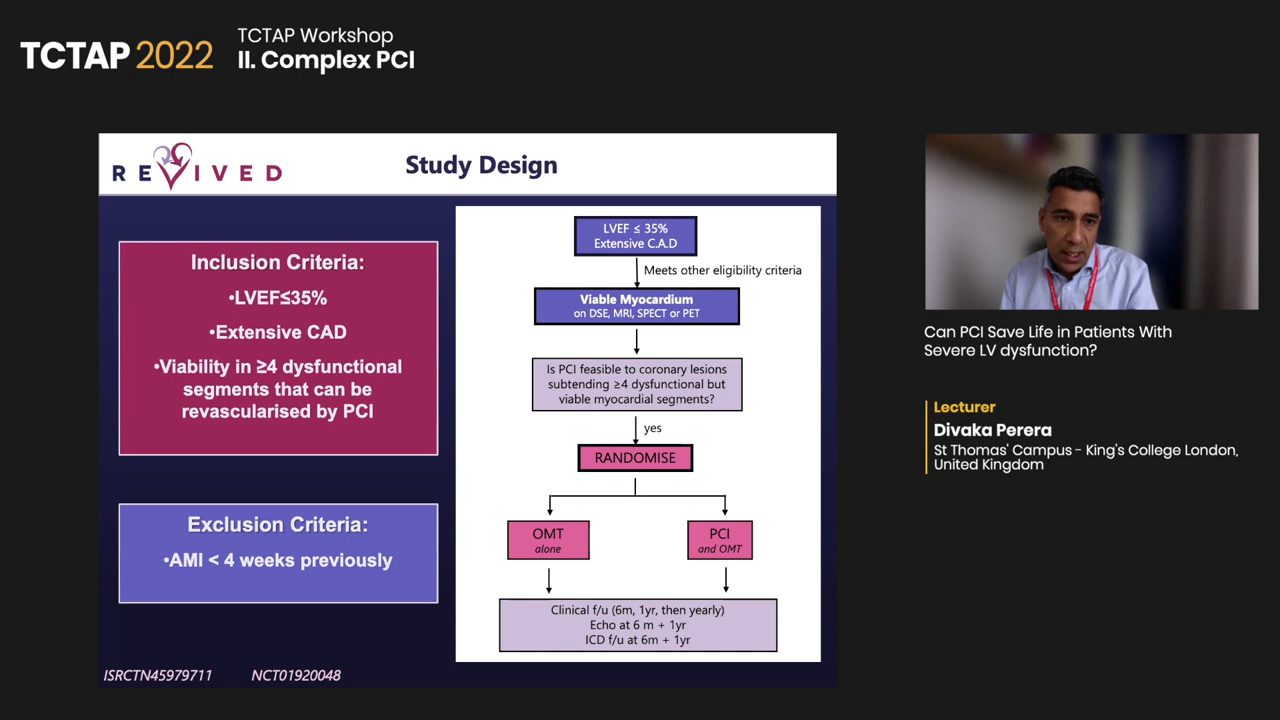 TCTAP 2022
TCTAP Workshop
II. Complex PCI
REVIVED
Study Design
Inclusion Criteria:
•LVEF≤35%
•Extensive CAD
•Viability in ≥4 dysfunctional
segments that can be
revascularised by PCI
Exclusion Criteria:
•AMI < 4 weeks previously
ISRCTN45979711 NCT01920048
LVEF ≤ 35%
Extensive C.A.D
Meets other eligibility criteria
Viable Myocardium
on DSE, MRI, SPECT or PET
Is PCI feasible to coronary lesions
subtending ≥4 dysfunctional but
viable myocardial segments?
yes
RANDOMISE
OMT
alone
PCI
and OMT
Clinical f/u (6m, 1yr, then yearly)
Echo at 6 m + 1yr
ICD f/u at 6m + 1yr
Can PCI Save Life in Patients With
Severe LV dysfunction?
Lecturer
Divaka Perera
St Thomas' Campus - King's College London,
United Kingdom